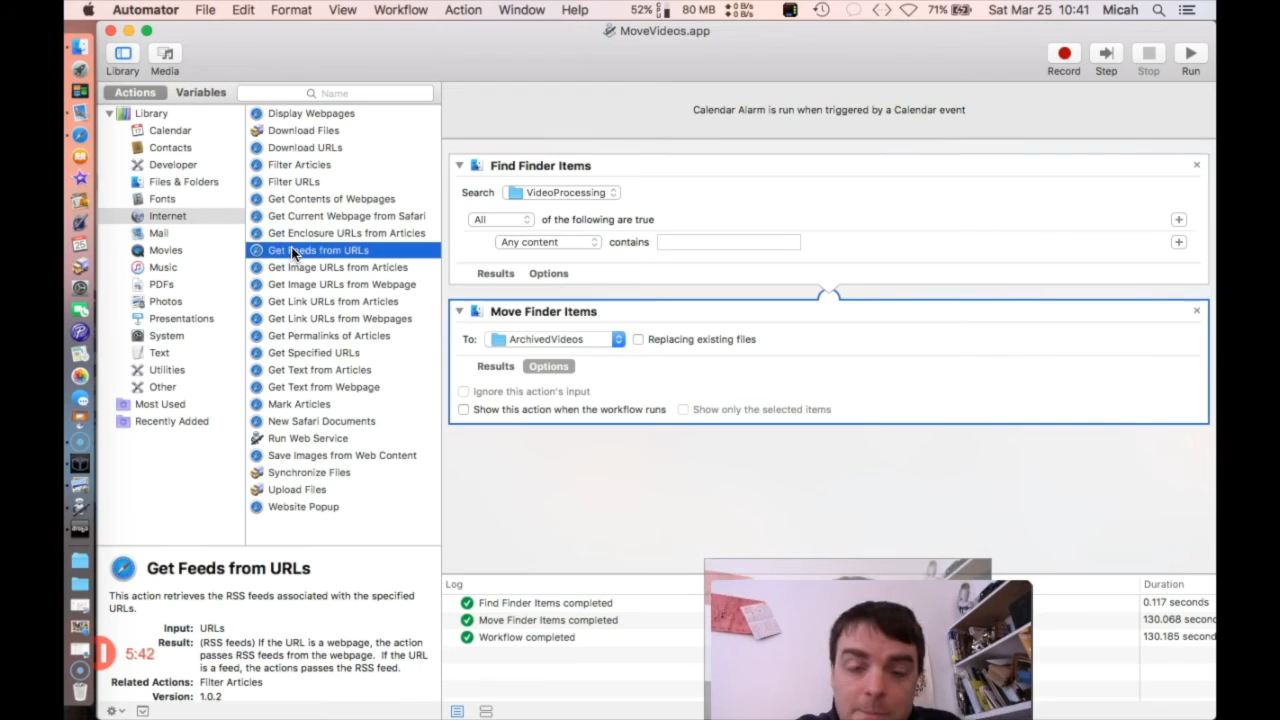 Automator File Edit Format View Workflow Action Window Help 52% 80 MB 0 B/s 0 B/s 71% Sat Mar 25 10:41 Micah
MoveVideos.app
Library Media Record Step Stop Run
Actions Variables Name
Calendar Alarm is run when triggered by a Calendar event
Library
Calendar
Contacts
Developer
Files & Folders
Fonts
Internet
Mail
Movies
Music
PDFs
Photos
Presentations
System
Text
Utilities
Other
Most Used
Recently Added
Display Webpages
Download Files
Download URLs
Filter Articles
Filter URLs
Get Contents of Webpages
Get Current Webpage from Safari
Get Enclosure URLs from Articles
Get Feeds from URLs
Get Image URLs from Articles
Get Image URLs from Webpage
Get Link URLs from Articles
Get Link URLs from Webpages
Get Permalinks of Articles
Get Specified URLs
Get Text from Articles
Get Text from Webpage
Mark Articles
New Safari Documents
Run Web Service
Save Images from Web Content
Synchronize Files
Upload Files
Website Popup
Find Finder Items
Search VideoProcessing
All of the following are true
Any content contains
Results Options
Move Finder Items
To: ArchivedVideos Replacing existing files
Results Options
Ignore this action's input
Show this action when the workflow runs Show only the selected items
Get Feeds from URLs
This action retrieves the RSS feeds associated with the specified
URLs.
Input: URLs
Result: (RSS feeds) If the URL is a webpage, the action
passes RSS feeds from the webpage. If the URL
is a feed, the actions passes the RSS feed.
Related Actions: Filter Articles
Version: 1.0.2
5:42
Log Duration
Find Finder Items completed 0.117 seconds
Move Finder Items completed 130.068 seconds
Workflow completed 130.185 seconds